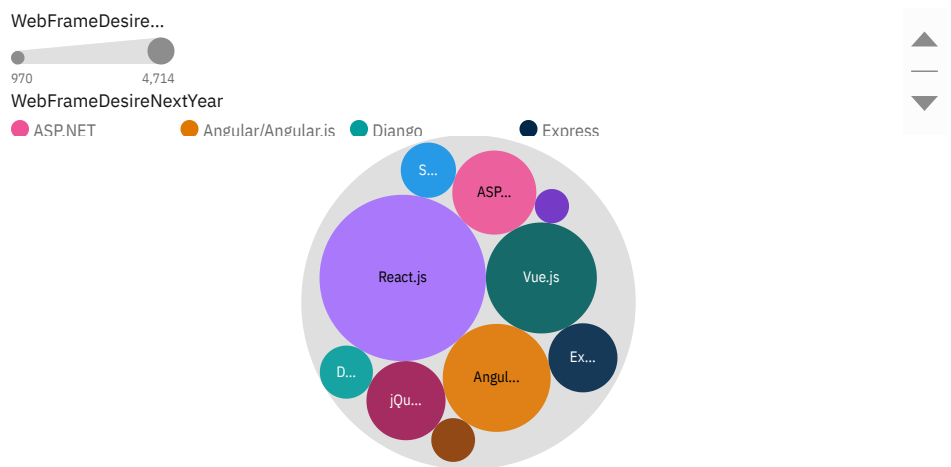 WebFrameDesire...
970 4,714
WebFrameDesireNextYear
ASP.NET Angular/Angular.js Django Express
S...
ASP...
React.js Vue.js
Ex...
D... Angul...
jQu...